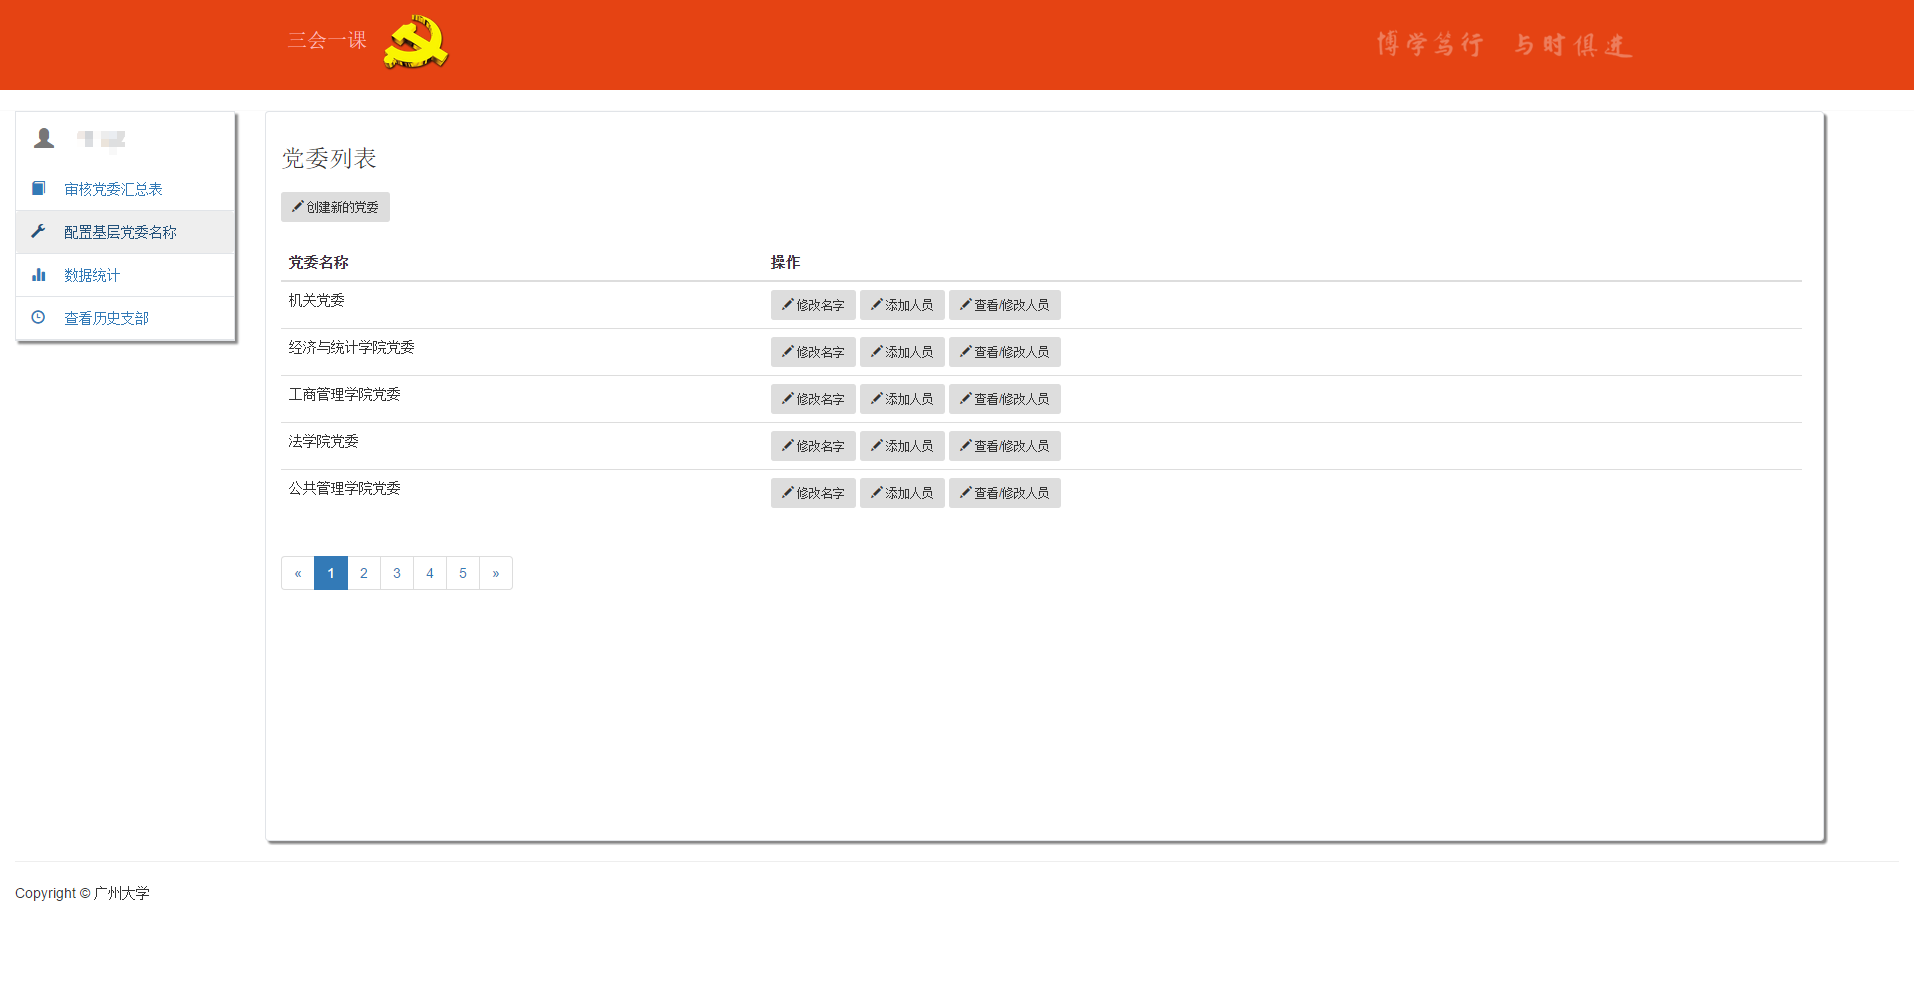 三会一课
博学笃行 与时俱进
审核党委汇总表
配置基层党委名称
数据统计
查看历史支部
党委列表
创建新的党委
党委名称 操作
机关党委 修改名字 添加人员 查看/修改人员
经济与统计学院党委 修改名字 添加人员 查看/修改人员
工商管理学院党委 修改名字 添加人员 查看/修改人员
法学院党委 修改名字 添加人员 查看/修改人员
公共管理学院党委 修改名字 添加人员 查看/修改人员
« 1 2 3 4 5 »
Copyright © 广州大学